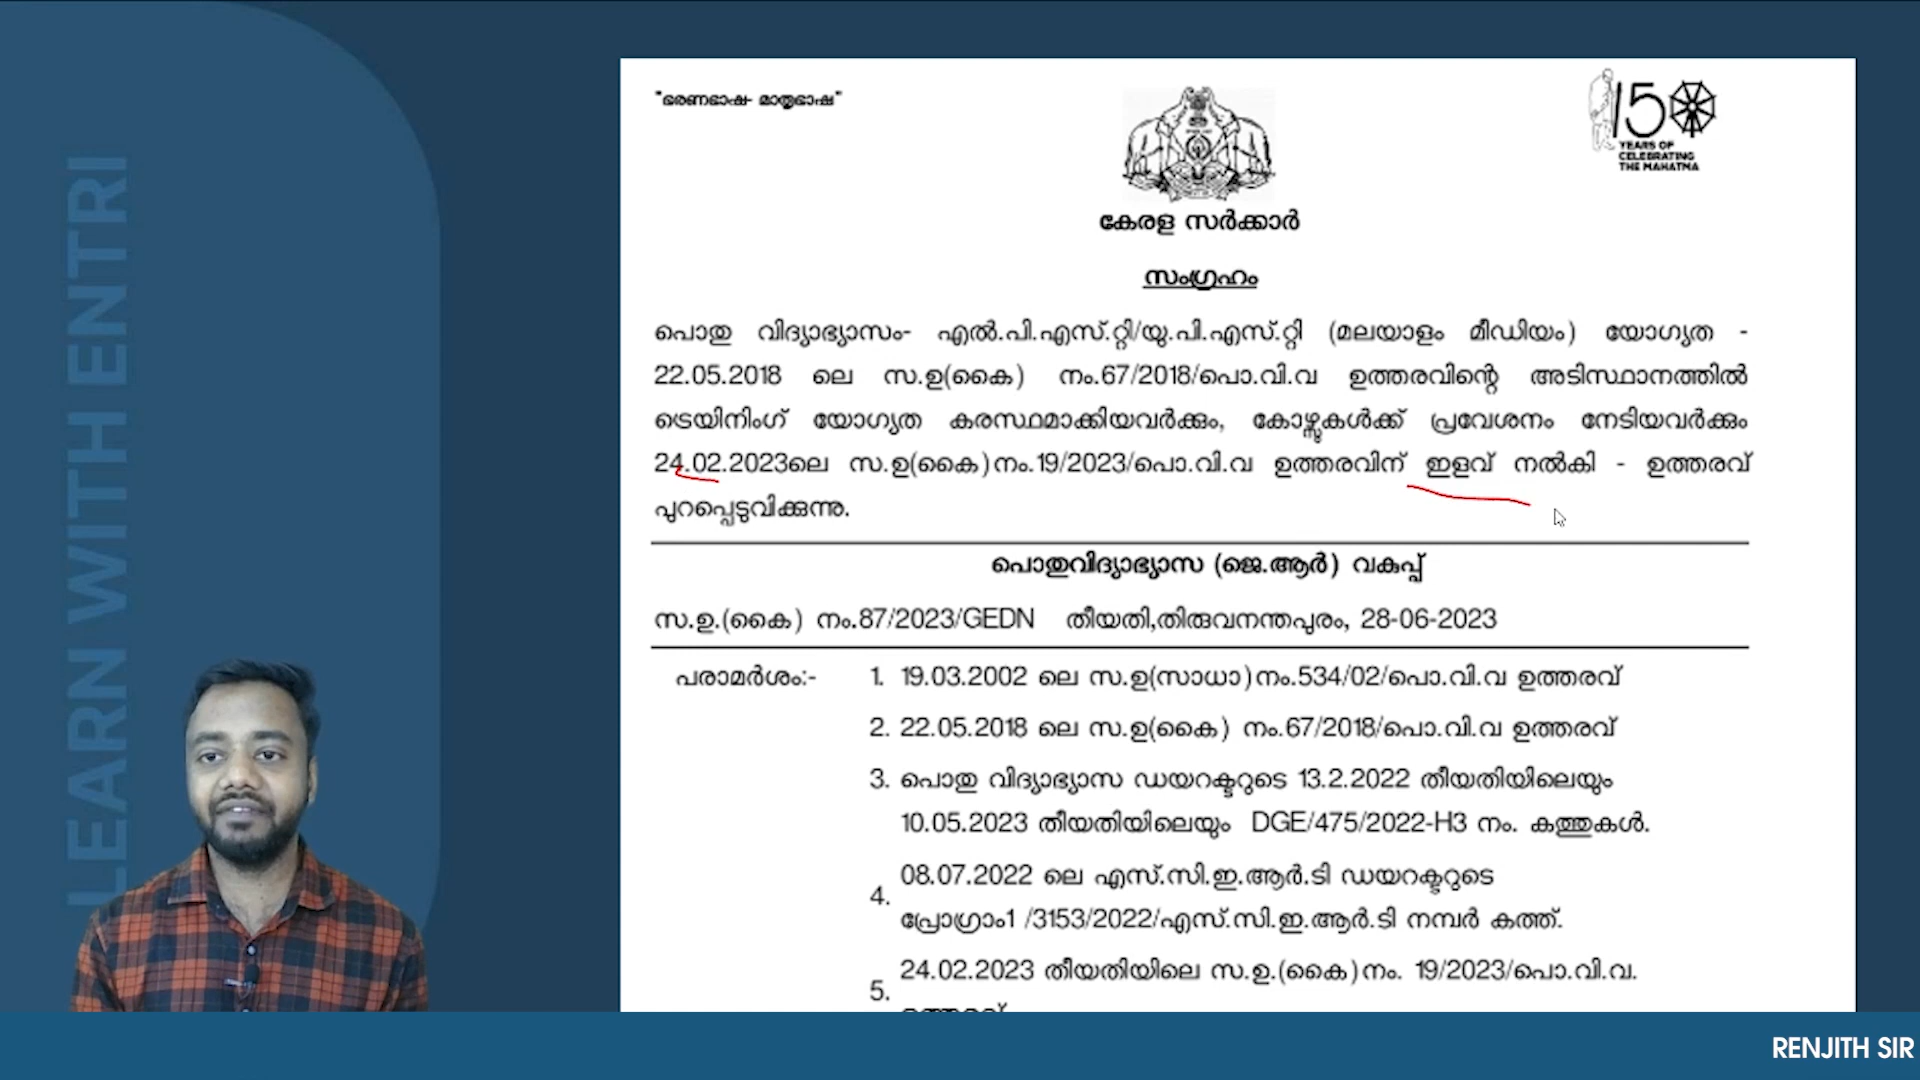 LEARN WITH ENTRI
"ഭരണഭാഷ- മാതൃഭാഷ"
150
YEARS OF
CELEBRATING
THE MAHATMA
കേരള സർക്കാർ
സംഗ്രഹം
പൊതു വിദ്യാഭ്യാസം- എൽ.പി.എസ്.റ്റി/യു.പി.എസ്.റ്റി (മലയാളം മീഡിയം) യോഗ്യത -
22.05.2018 ലെ സ.ഉ(കൈ) നം.67/2018/പൊ.വി.വ ഉത്തരവിന്റെ അടിസ്ഥാനത്തിൽ
ട്രെയിനിംഗ് യോഗ്യത കരസ്ഥമാക്കിയവർക്കും, കോഴ്സുകൾക്ക് പ്രവേശനം നേടിയവർക്കും
24.02.2023ലെ സ.ഉ(കൈ)നം.19/2023/പൊ.വി.വ ഉത്തരവിന് ഇളവ് നൽകി - ഉത്തരവ്
പുറപ്പെടുവിക്കുന്നു.
പൊതുവിദ്യാഭ്യാസ (ജെ.ആർ) വകുപ്പ്
സ.ഉ.(കൈ) നം.87/2023/GEDN തീയതി,തിരുവനന്തപുരം, 28-06-2023
പരാമർശം:- 1. 19.03.2002 ലെ സ.ഉ(സാധാ)നം.534/02/പൊ.വി.വ ഉത്തരവ്
2. 22.05.2018 ലെ സ.ഉ(കൈ) നം.67/2018/പൊ.വി.വ ഉത്തരവ്
3. പൊതു വിദ്യാഭ്യാസ ഡയറക്ടറുടെ 13.2.2022 തീയതിയിലെയും
10.05.2023 തീയതിയിലെയും DGE/475/2022-H3 നം. കത്തുകൾ.
4. 08.07.2022 ലെ എസ്.സി.ഇ.ആർ.ടി ഡയറക്ടറുടെ
പ്രോഗ്രാം1 /3153/2022/എസ്.സി.ഇ.ആർ.ടി നമ്പർ കത്ത്.
5. 24.02.2023 തീയതിയിലെ സ.ഉ.(കൈ)നം. 19/2023/പൊ.വി.വ.
RENJITH SIR